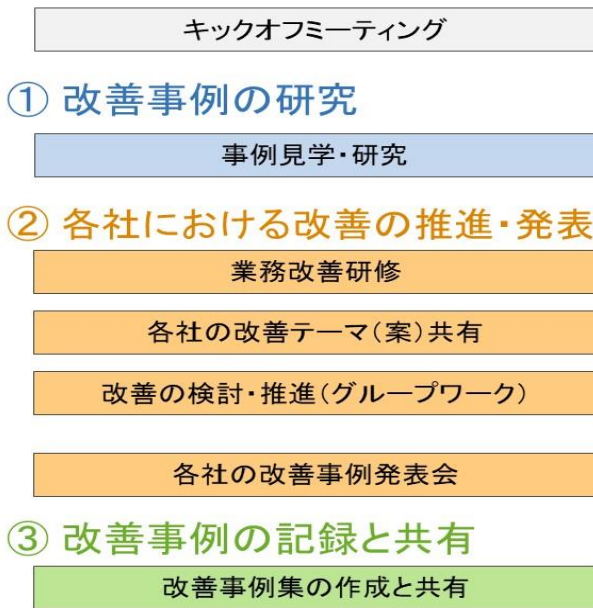 キックオフミーティング
① 改善事例の研究
事例見学・研究
② 各社における改善の推進・発表
業務改善研修
各社の改善テーマ(案)共有
改善の検討・推進(グループワーク)
各社の改善事例発表会
③ 改善事例の記録と共有
改善事例集の作成と共有